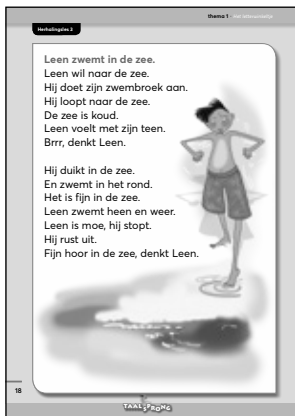 thema 1
Herhalingsles 3
Leen zwemt in de zee.
Leen wil naar de zee.
Hij doet zijn zwembroek aan.
Hij loopt naar de zee.
De zee is koud.
Leen voelt met zijn teen.
Brrr, denkt Leen.
Hij duikt in de zee.
En zwemt in het rond.
Het is fijn in de zee.
Leen zwemt heen en weer.
Leen is moe, hij stopt.
Hij rust uit.
Fijn hoor in de zee, denkt Leen.
18
TAALSPRONG